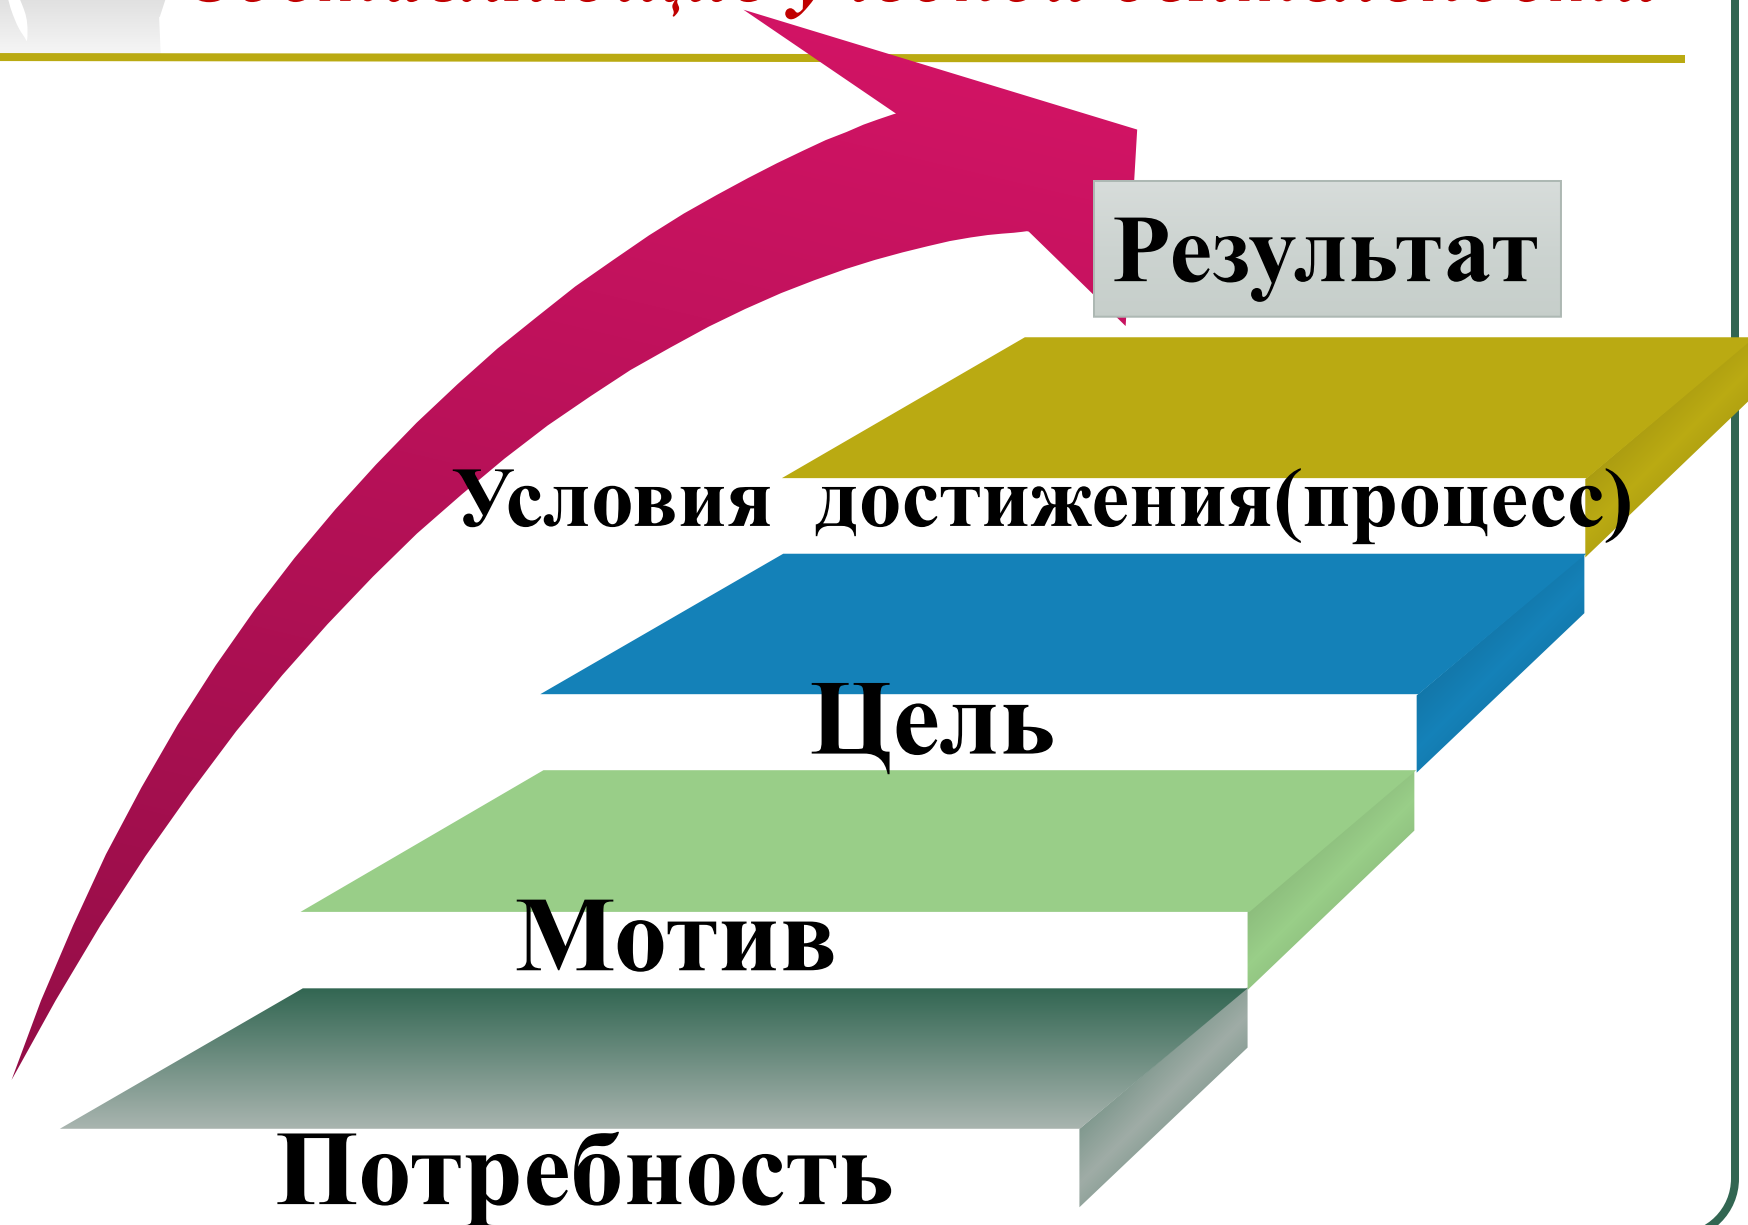 Результат
Условия достижения(процесс)
Цель
Мотив
Потребность